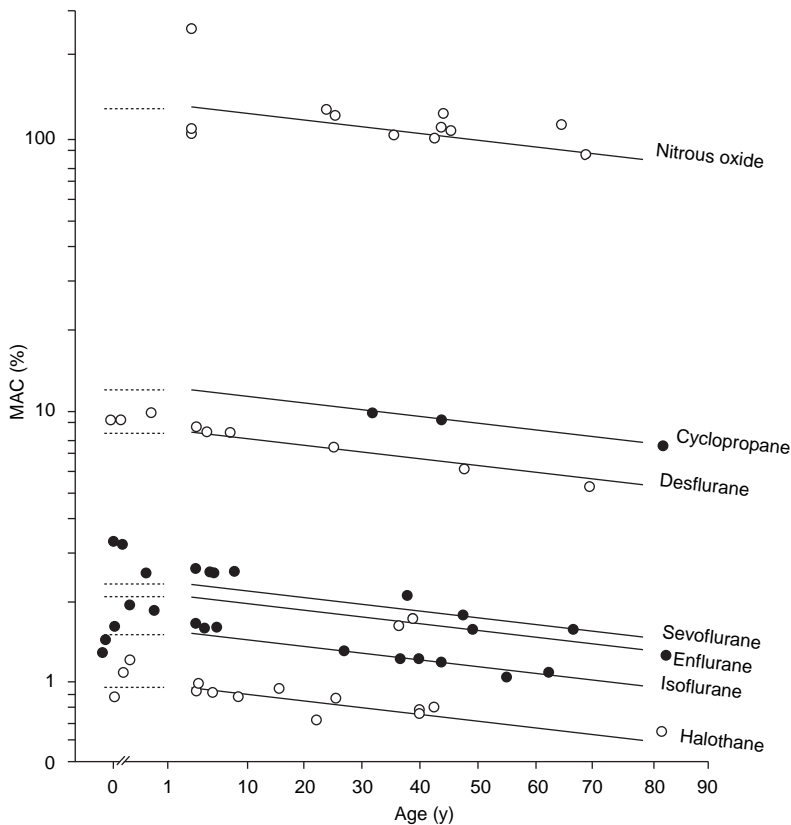 100
10
1
0
MAC (%)
Nitrous oxide
Cyclopropane
Desflurane
Sevoflurane
Enflurane
Isoflurane
Halothane
0 1 10 20 30 40 50 60 70 80 90
Age (y)